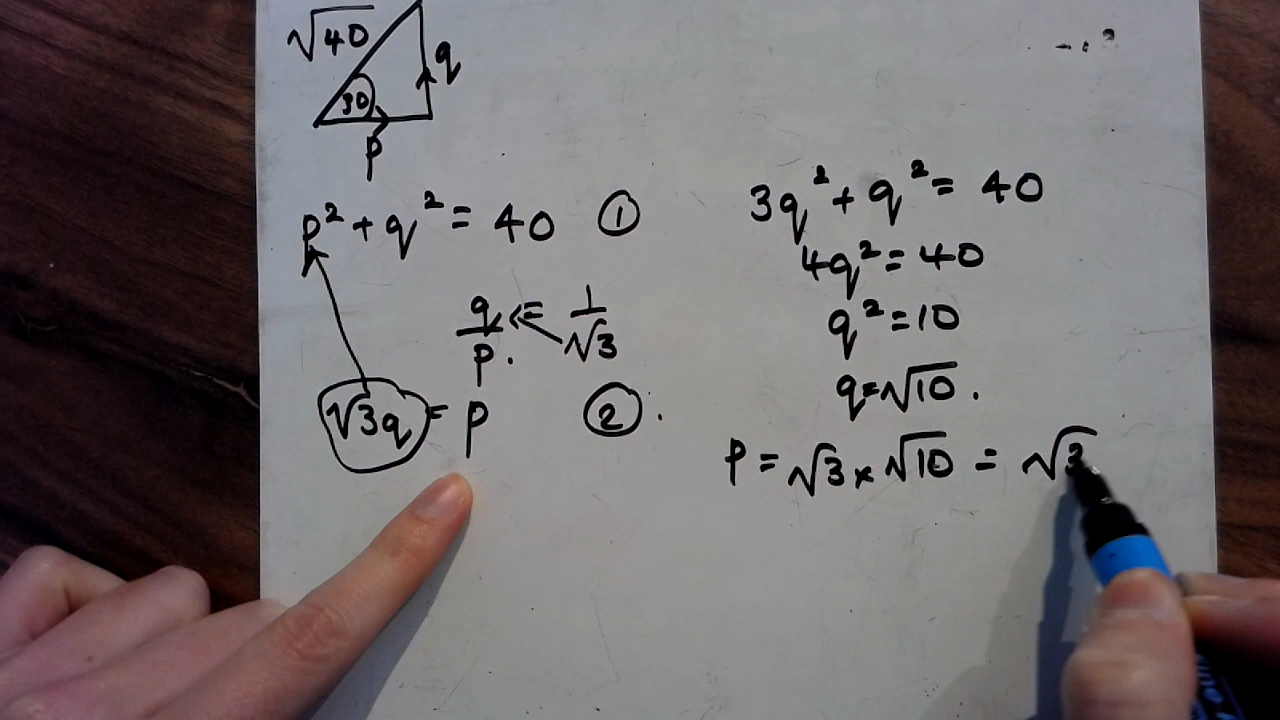 √40
q
30
p
p² + q² = 40 ①
q/p = 1/√3
√3q = p ②.
3q² + q² = 40
4q² = 40
q² = 10
q = √10.
p = √3 × √10 = √3